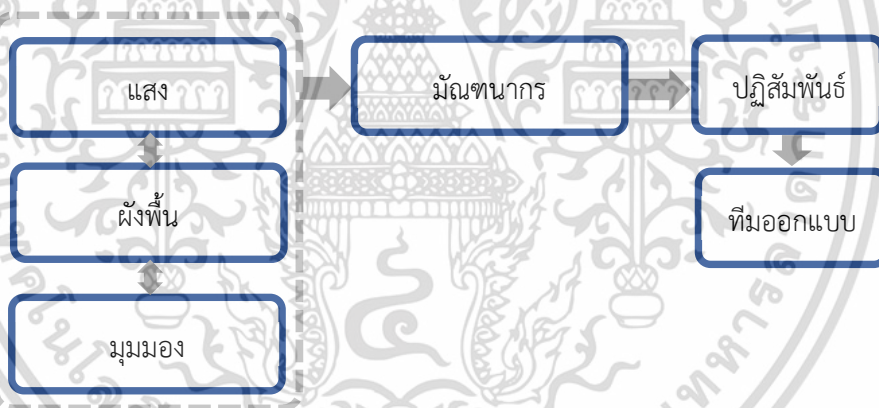 แสง
มัณฑนากร
ปฏิสัมพันธ์
ผังพื้น
ทีมออกแบบ
มุมมอง